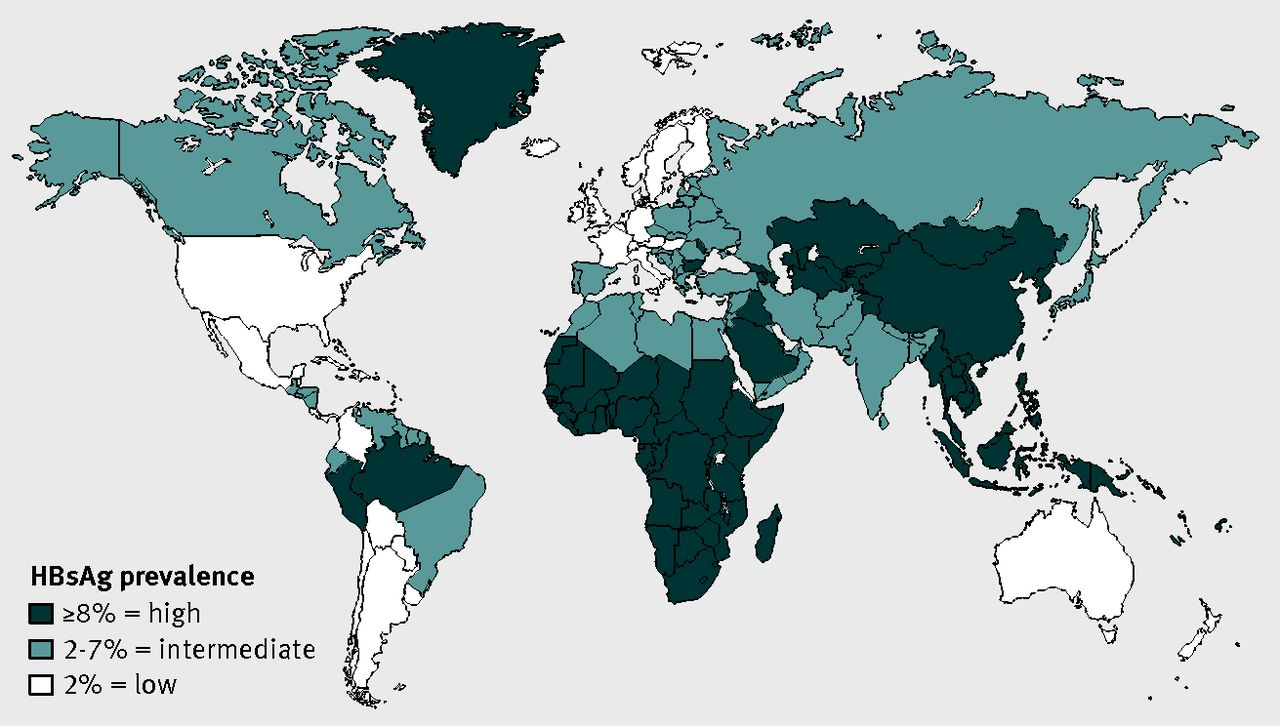 HBsAg prevalence
≥8% = high
2-7% = intermediate
2% = low